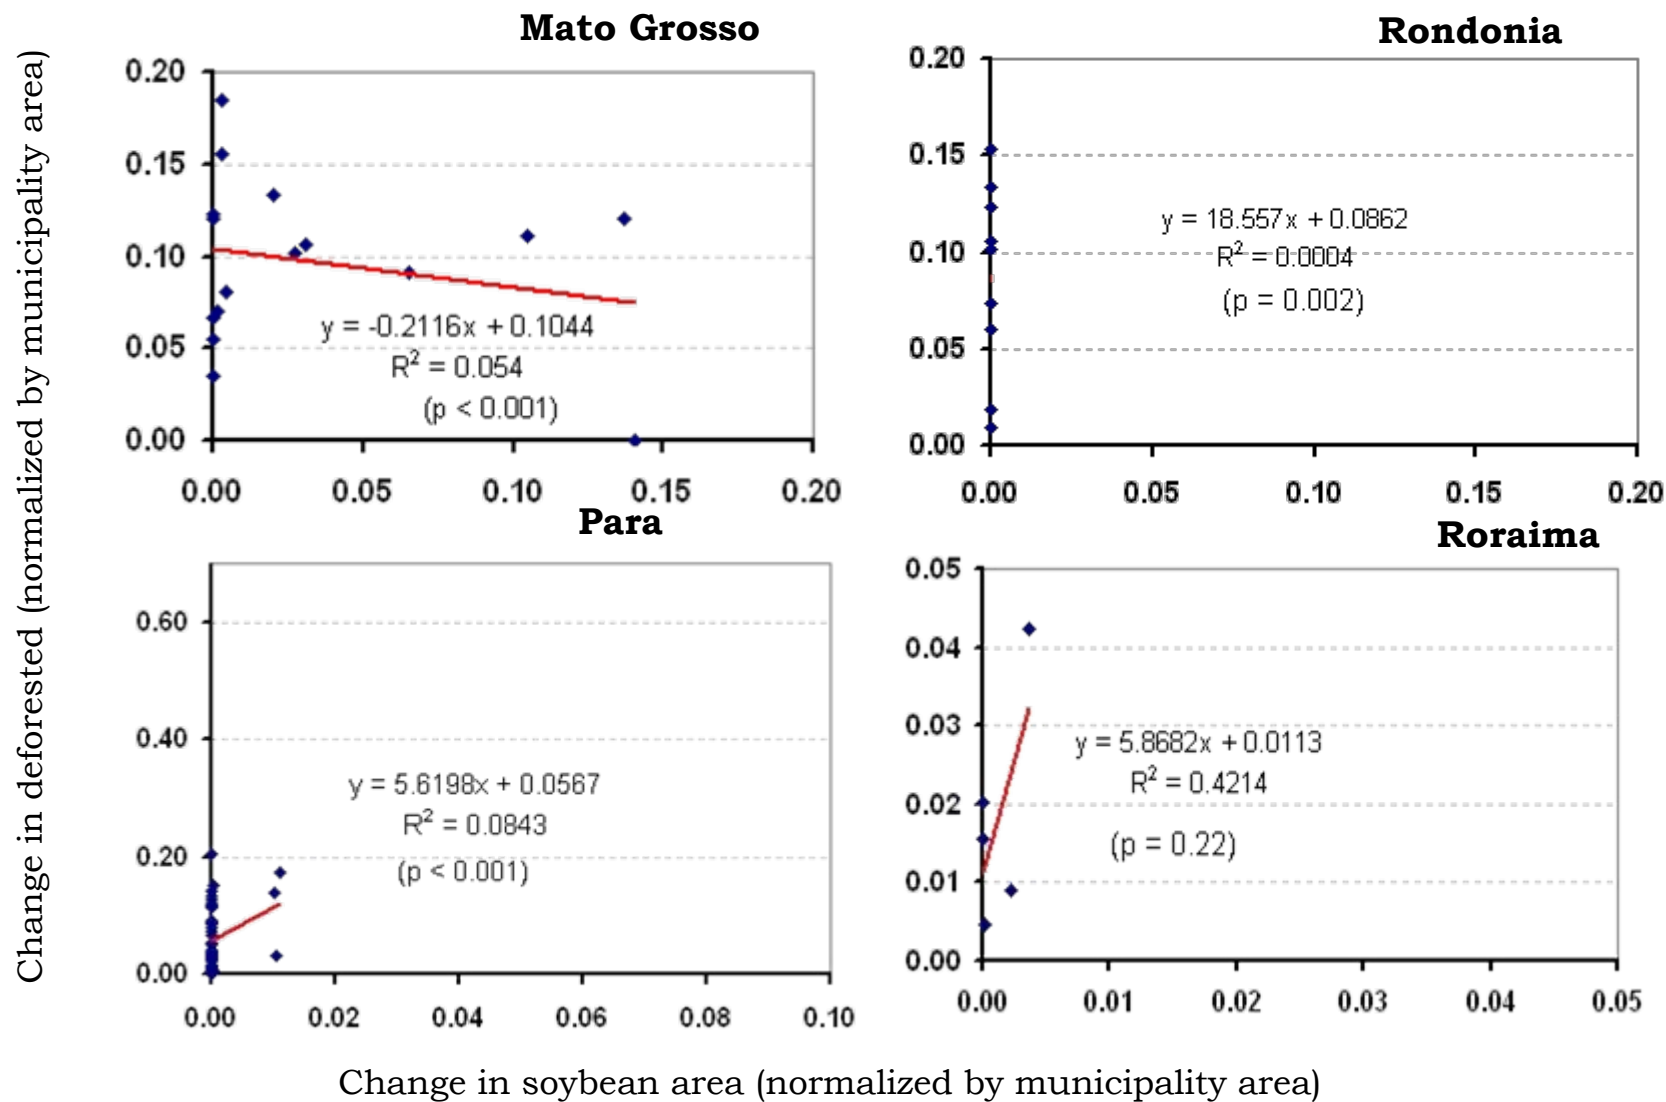 Change in deforested (normalized by municipality area)
Mato Grosso
0.20
0.15
0.10
0.05
0.00
y = -0.2116x + 0.1044
R² = 0.054
(p < 0.001)
0.00 0.05 0.10 0.15 0.20
Rondonia
0.20
0.15
0.10
0.05
0.00
y = 18.557x + 0.0862
R² = 0.0004
(p = 0.002)
0.00 0.05 0.10 0.15 0.20
Para
0.60
0.40
0.20
0.00
y = 5.6198x + 0.0567
R² = 0.0843
(p < 0.001)
0.00 0.02 0.04 0.06 0.08 0.10
Roraima
0.05
0.04
0.03
0.02
0.01
0.00
y = 5.8682x + 0.0113
R² = 0.4214
(p = 0.22)
0.00 0.01 0.02 0.03 0.04 0.05
Change in soybean area (normalized by municipality area)